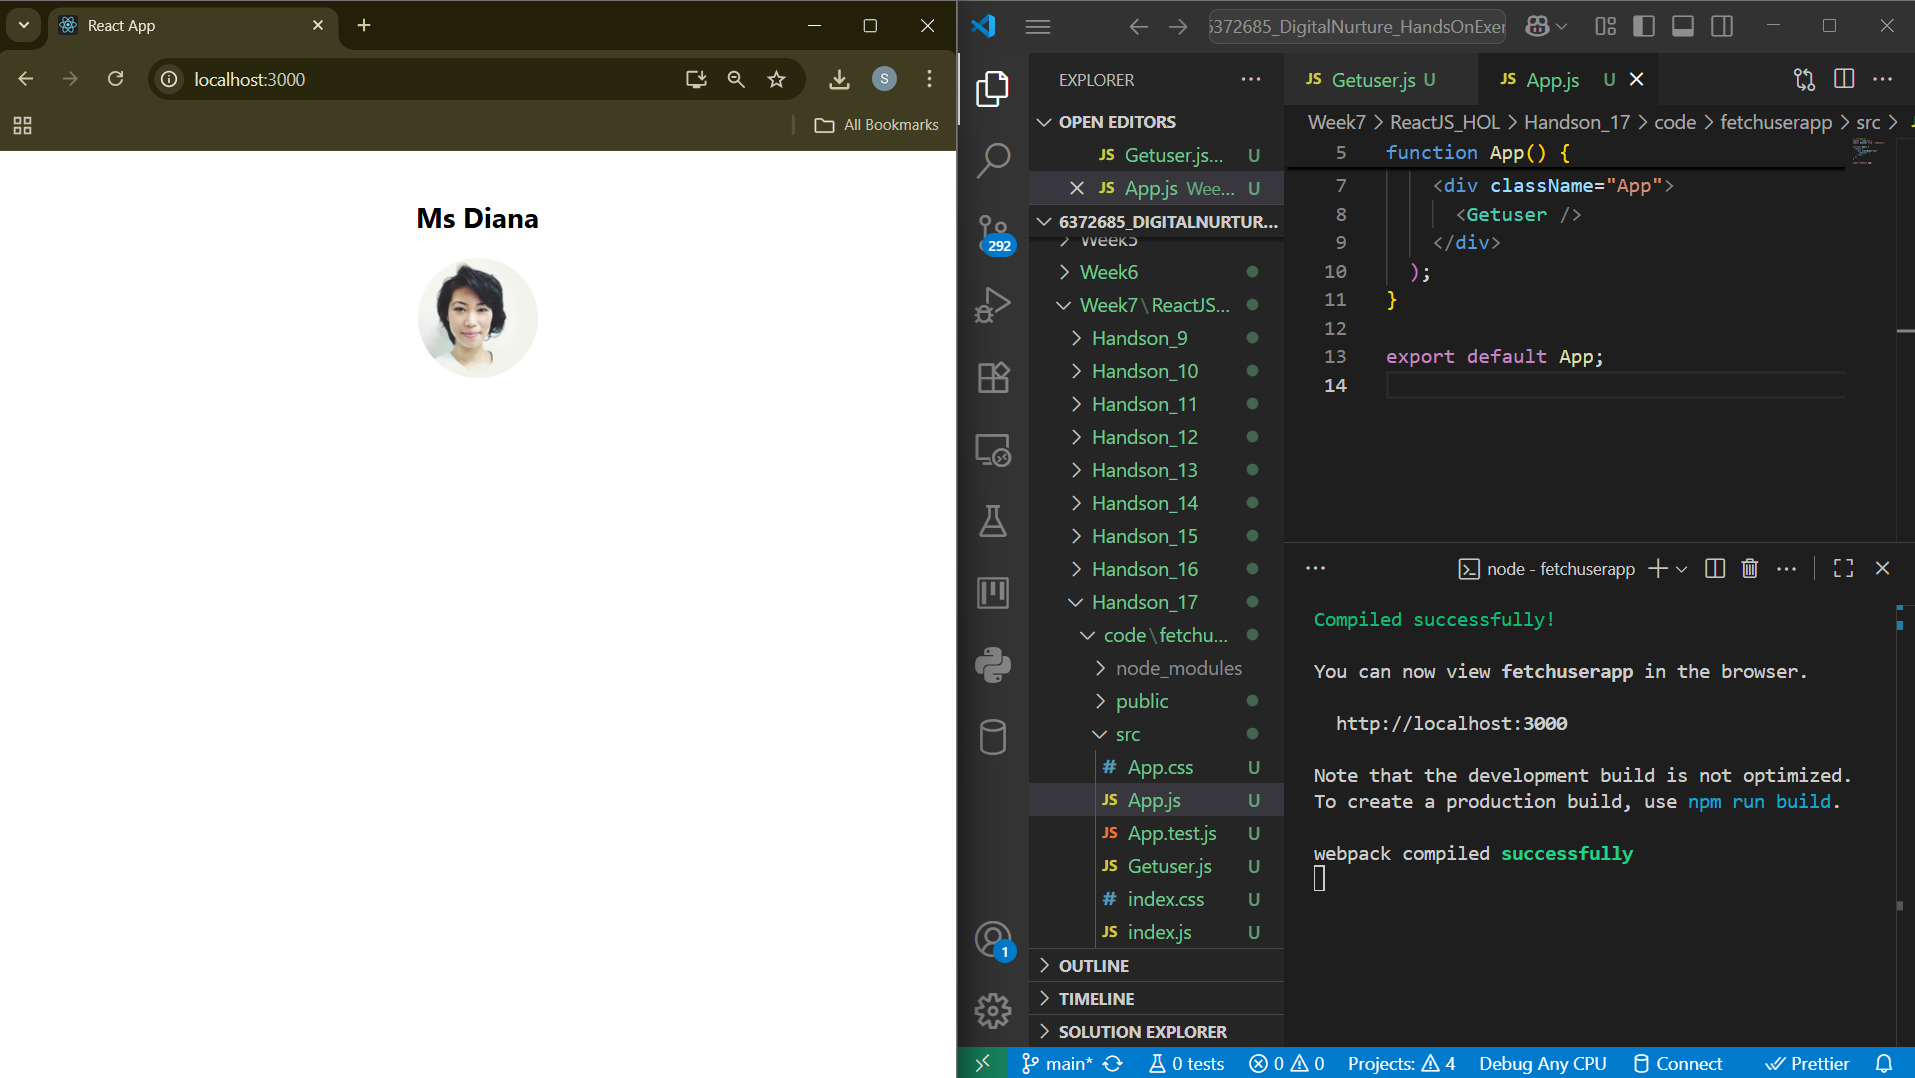 React App
localhost:3000
S
All Bookmarks
Ms Diana
6372685_DigitalNurture_HandsOnExer
EXPLORER
OPEN EDITORS
JS Getuser.js... U
JS App.js Wee... U
6372685_DIGITALNURTUR...
Week5
Week6
Week7\ReactJS...
Handson_9
Handson_10
Handson_11
Handson_12
Handson_13
Handson_14
Handson_15
Handson_16
Handson_17
code\fetchu...
node_modules
public
src
# App.css U
JS App.js U
JS App.test.js U
JS Getuser.js U
# index.css U
JS index.js U
OUTLINE
TIMELINE
SOLUTION EXPLORER
292
1
JS Getuser.js U
JS App.js U
Week7 > ReactJS_HOL > Handson_17 > code > fetchuserapp > src >
5 function App() {
7 <div className="App">
8 <Getuser />
9 </div>
10 );
11 }
12
13 export default App;
14
node - fetchuserapp
Compiled successfully!
You can now view fetchuserapp in the browser.
http://localhost:3000
Note that the development build is not optimized.
To create a production build, use npm run build.
webpack compiled successfully
main* 0 tests 0 0 Projects: 4 Debug Any CPU Connect Prettier